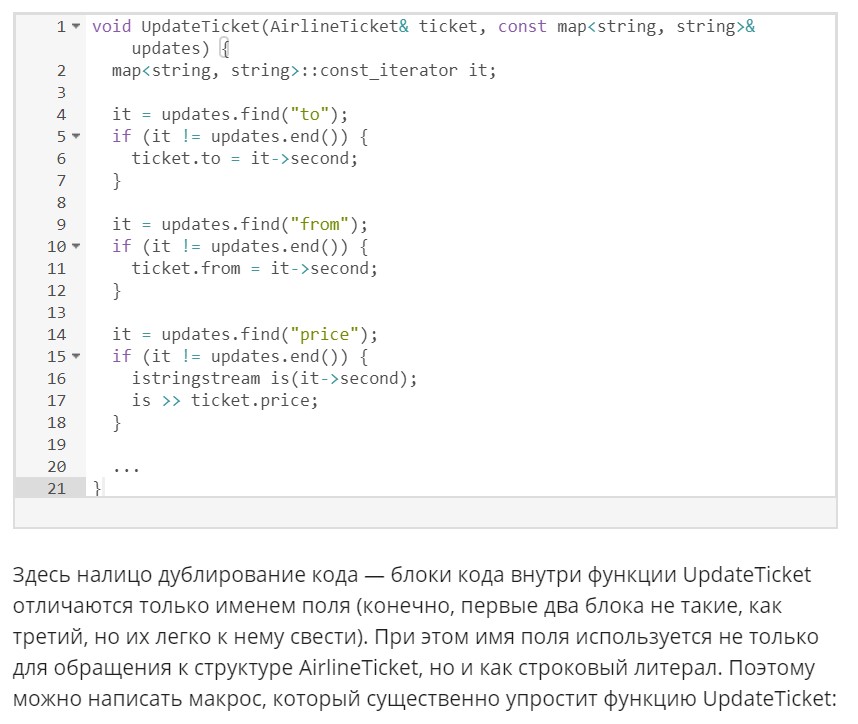 1 void UpdateTicket(AirlineTicket& ticket, const map<string, string>&
updates) {
2 map<string, string>::const_iterator it;
3
4 it = updates.find("to");
5 if (it != updates.end()) {
6 ticket.to = it->second;
7 }
8
9 it = updates.find("from");
10 if (it != updates.end()) {
11 ticket.from = it->second;
12 }
13
14 it = updates.find("price");
15 if (it != updates.end()) {
16 istringstream is(it->second);
17 is >> ticket.price;
18 }
19
20 ...
21 }
Здесь налицо дублирование кода — блоки кода внутри функции UpdateTicket
отличаются только именем поля (конечно, первые два блока не такие, как
третий, но их легко к нему свести). При этом имя поля используется не только
для обращения к структуре AirlineTicket, но и как строковый литерал. Поэтому
можно написать макрос, который существенно упростит функцию UpdateTicket: